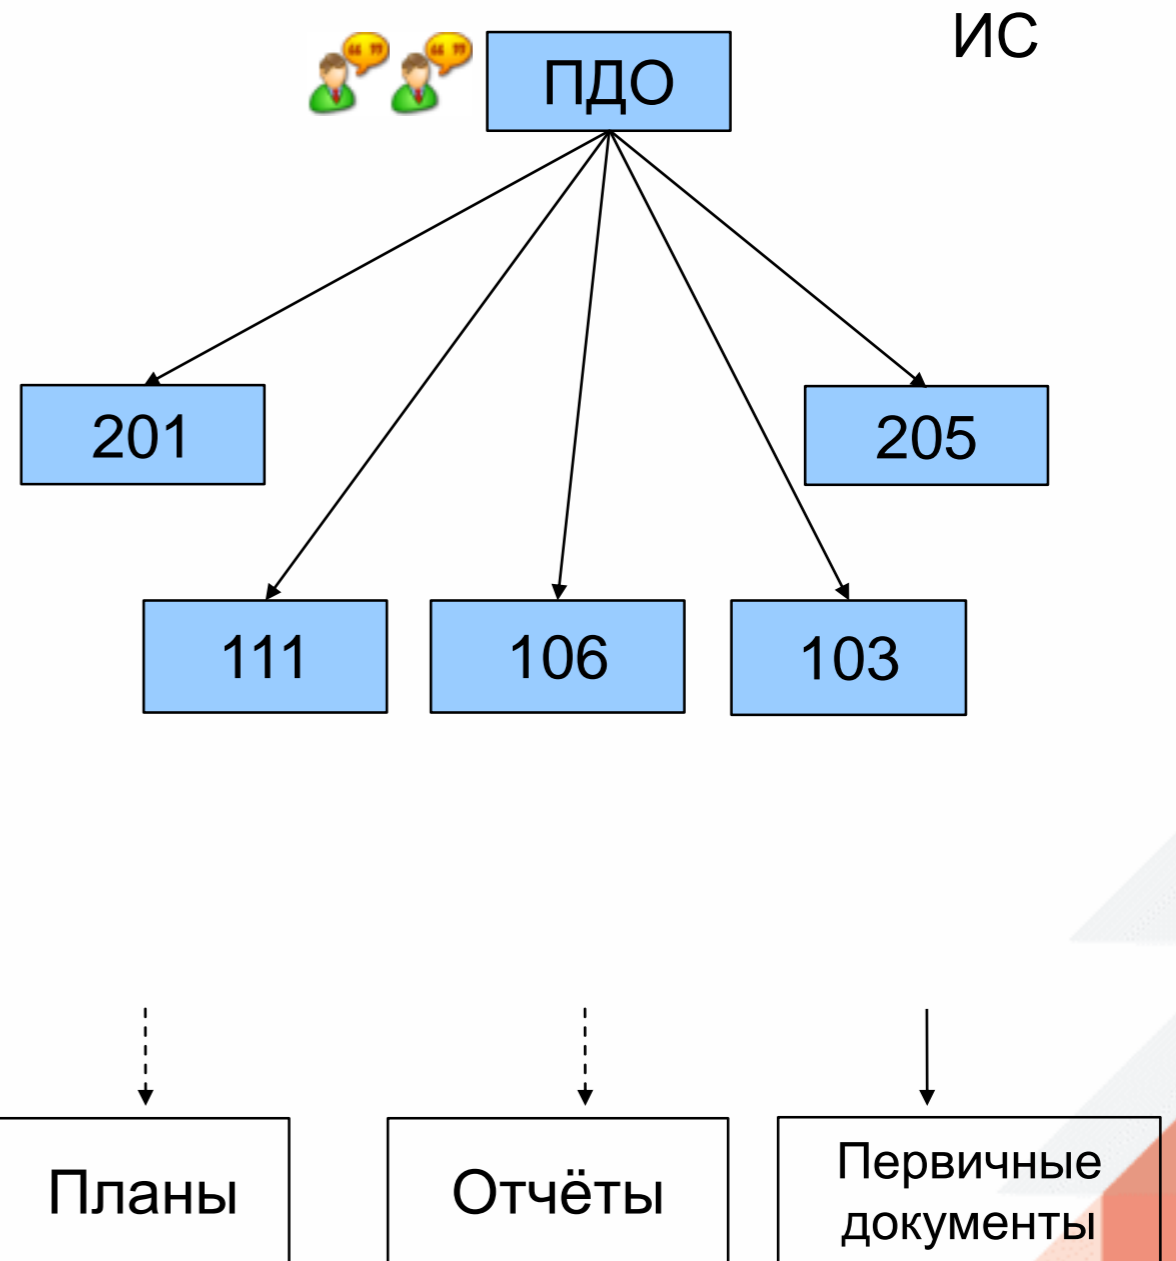 ИС
ПДО
201
205
111
106
103
Планы
Отчёты
Первичные
документы